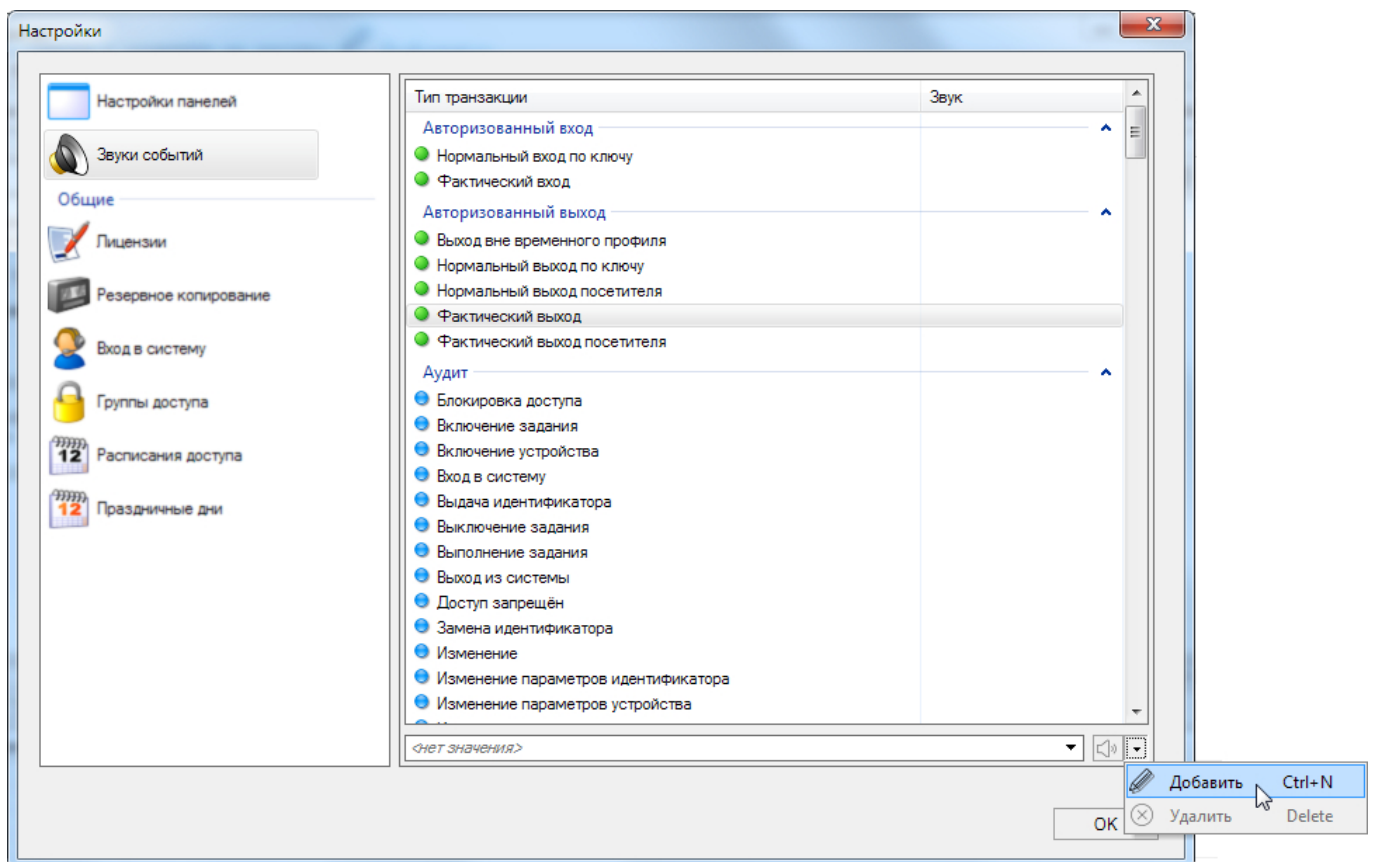 Настройки
Настройки панелей
Звуки событий
Общие
Лицензии
Резервное копирование
Вход в систему
Группы доступа
12 Расписания доступа
12 Праздничные дни
Тип транзакции Звук
Авторизованный вход
Нормальный вход по ключу
Фактический вход
Авторизованный выход
Выход вне временного профиля
Нормальный выход по ключу
Нормальный выход посетителя
Фактический выход
Фактический выход посетителя
Аудит
Блокировка доступа
Включение задания
Включение устройства
Вход в систему
Выдача идентификатора
Выключение задания
Выполнение задания
Выход из системы
Доступ запрещён
Замена идентификатора
Изменение
Изменение параметров идентификатора
Изменение параметров устройства
<нет значения>
Добавить Ctrl+N
Удалить Delete
OK